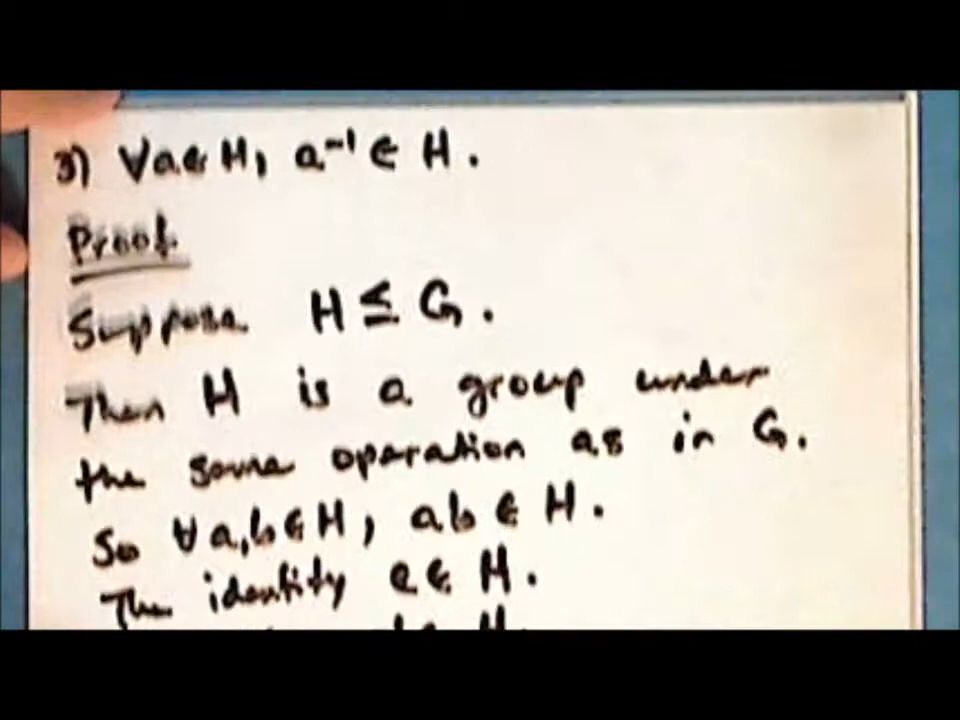 3) ∀a∈H, a⁻¹ ∈ H.
Proof
Suppose H ≤ G.
Then H is a group under
the same operation as in G.
So ∀a,b∈H, ab ∈ H.
The identity e∈ H.
H.